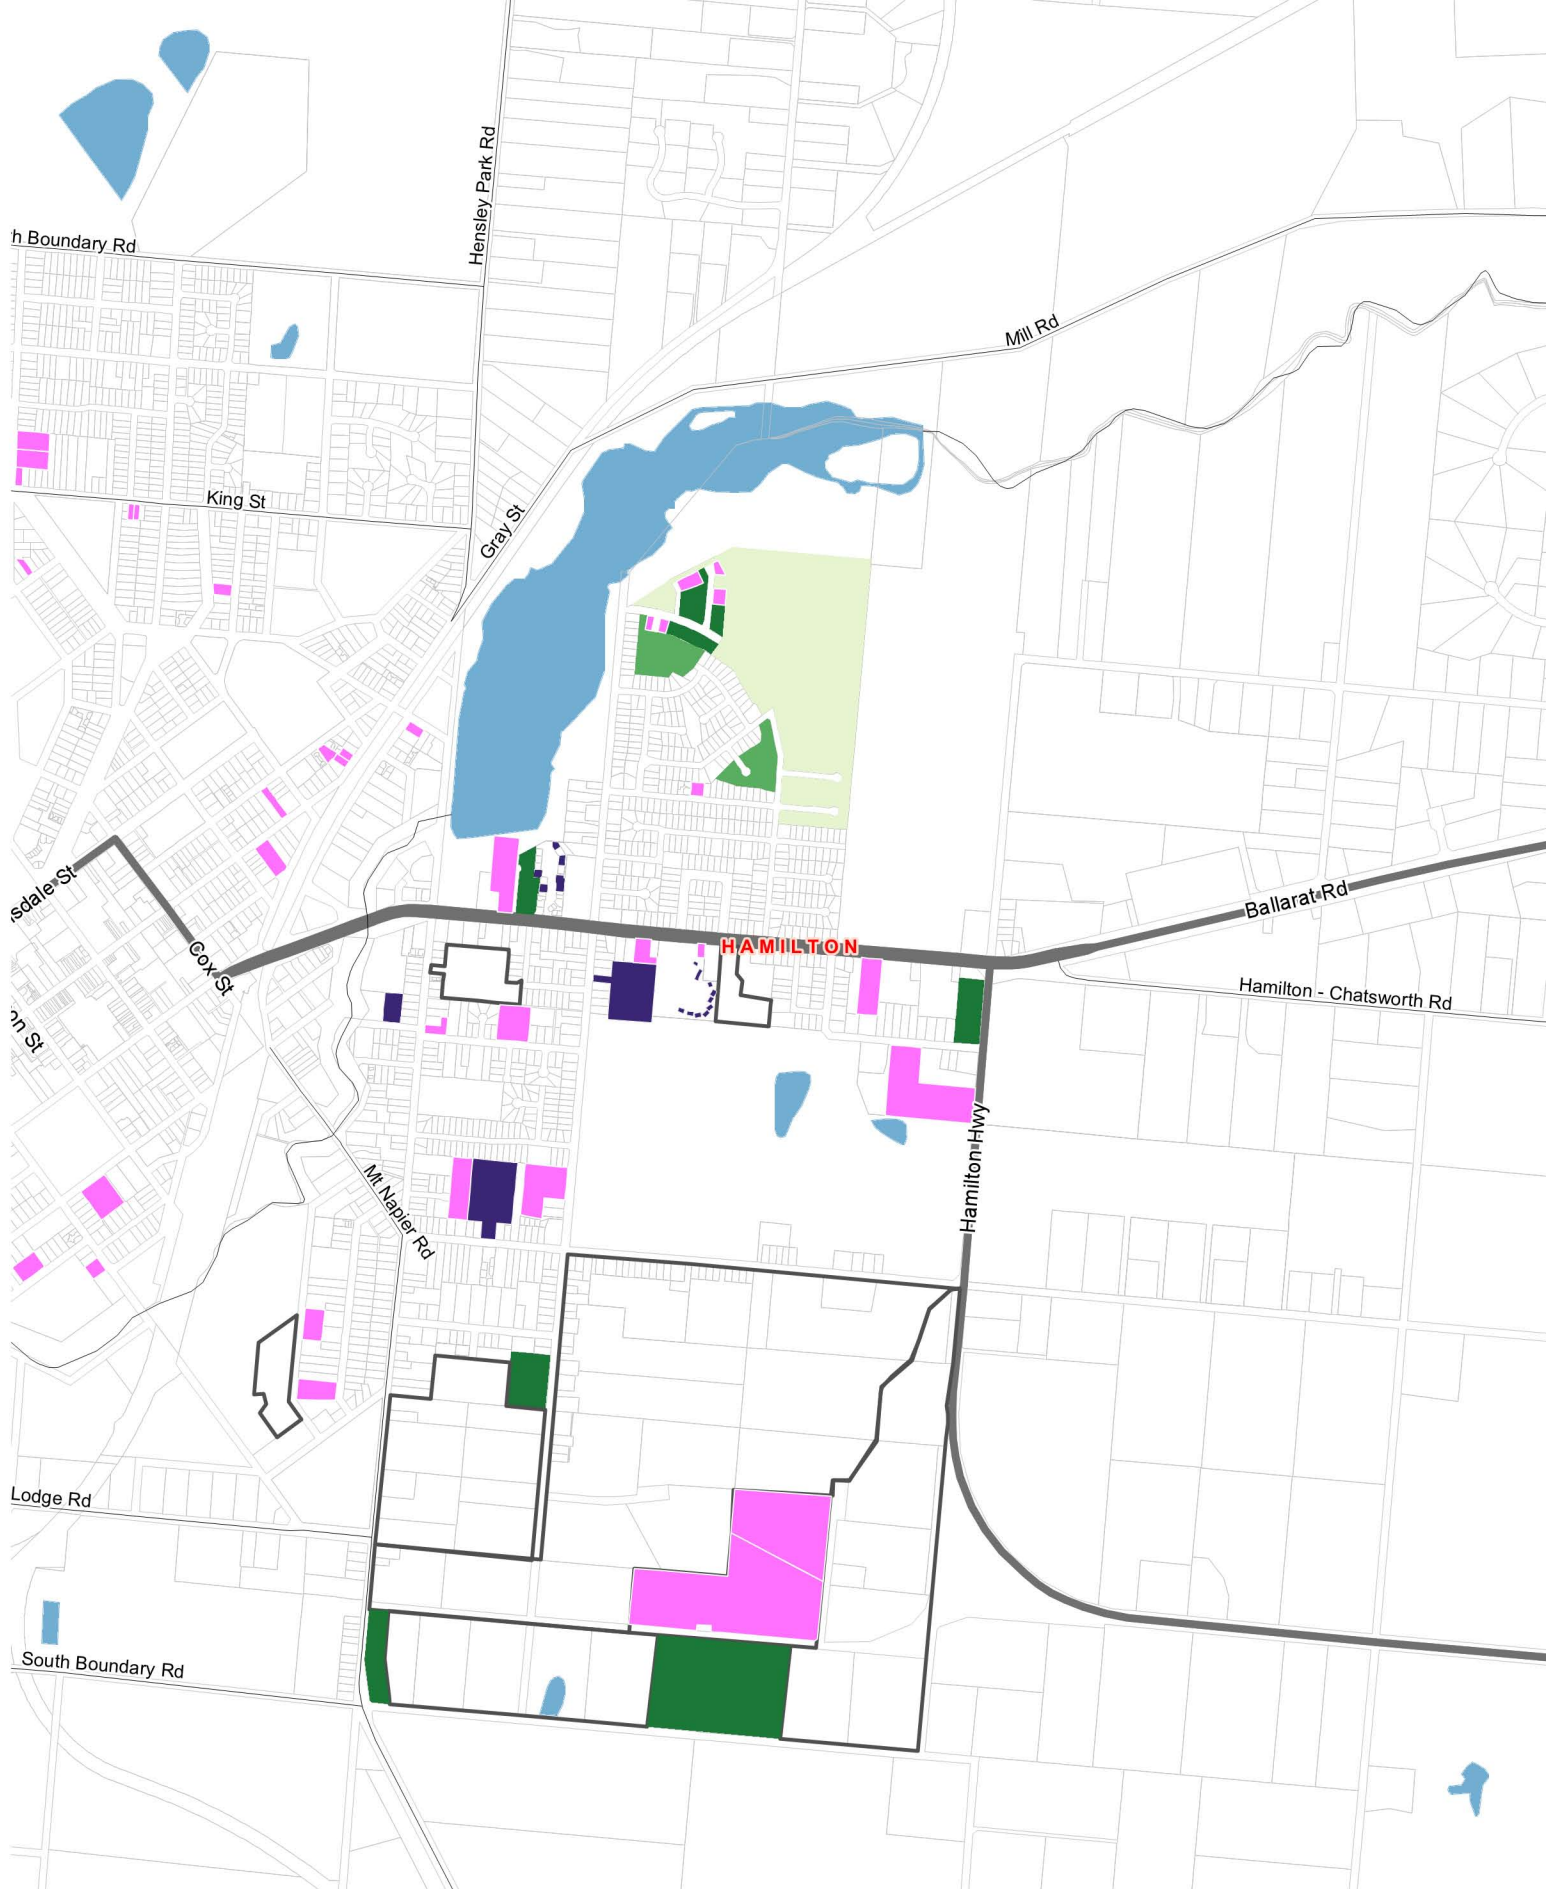 Hensley Park Rd
h Boundary Rd
Mill Rd
King St
Gray St
sdale St
Ballarat Rd
HAMILTON
Cox St
Hamilton - Chatsworth Rd
on St
Hamilton Hwy
Mt Napier Rd
Lodge Rd
South Boundary Rd